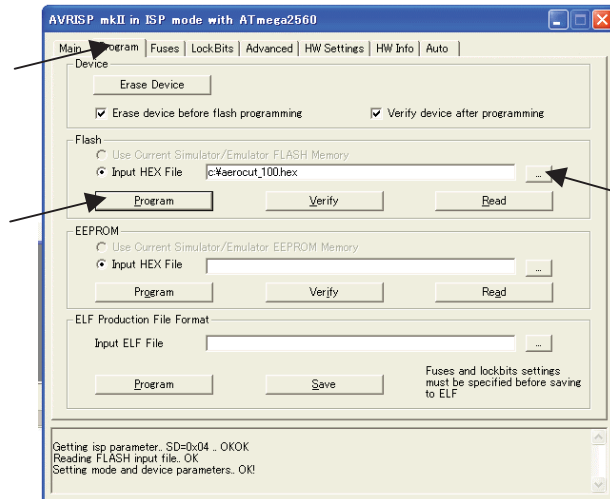 AVRISP mkII in ISP mode with ATmega2560
Main Program Fuses LockBits Advanced HW Settings HW Info Auto
Device
Erase Device
Erase device before flash programming Verify device after programming
Flash
Use Current Simulator/Emulator FLASH Memory
Input HEX File c:¥aerocut_100.hex ...
Program Verify Read
EEPROM
Use Current Simulator/Emulator EEPROM Memory
Input HEX File ...
Program Verify Read
ELF Production File Format
Input ELF File ...
Program Save Fuses and lockbits settings
must be specified before saving
to ELF
Getting isp parameter.. SD=0x04 .. OKOK
Reading FLASH input file.. OK
Setting mode and device parameters.. OK!